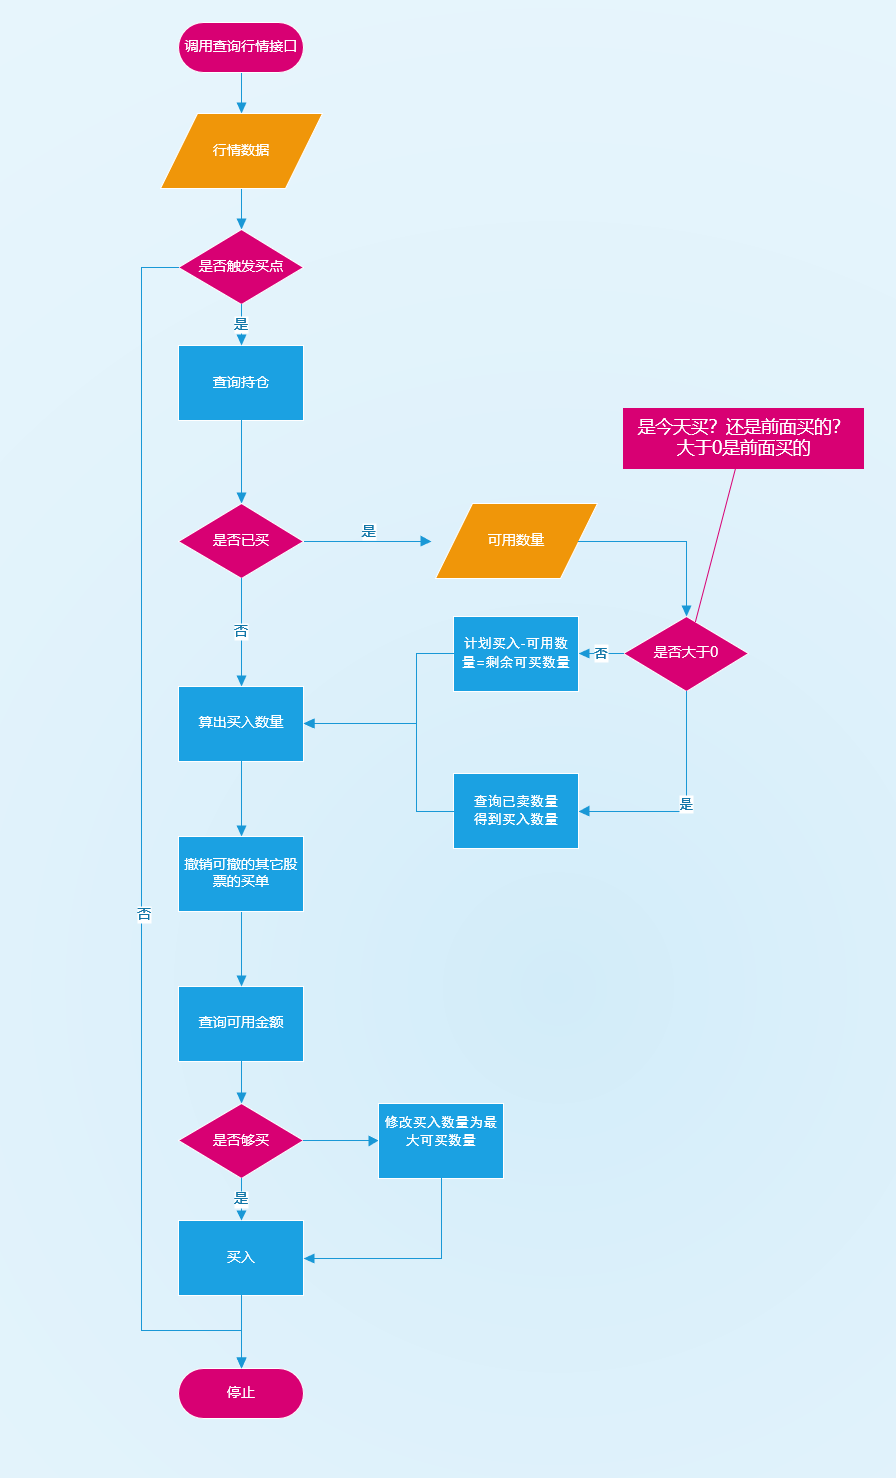 调用查询行情接口
行情数据
是否触发买点
是
查询持仓
是今天买？还是前面买的？
大于0是前面买的
是否已买
是
可用数量
否
计划买入-可用数
量=剩余可买数量
否
是否大于0
算出买入数量
查询已卖数量
得到买入数量
是
撤销可撤的其它股
票的买单
否
查询可用金额
是否够买
修改买入数量为最
大可买数量
是
买入
停止